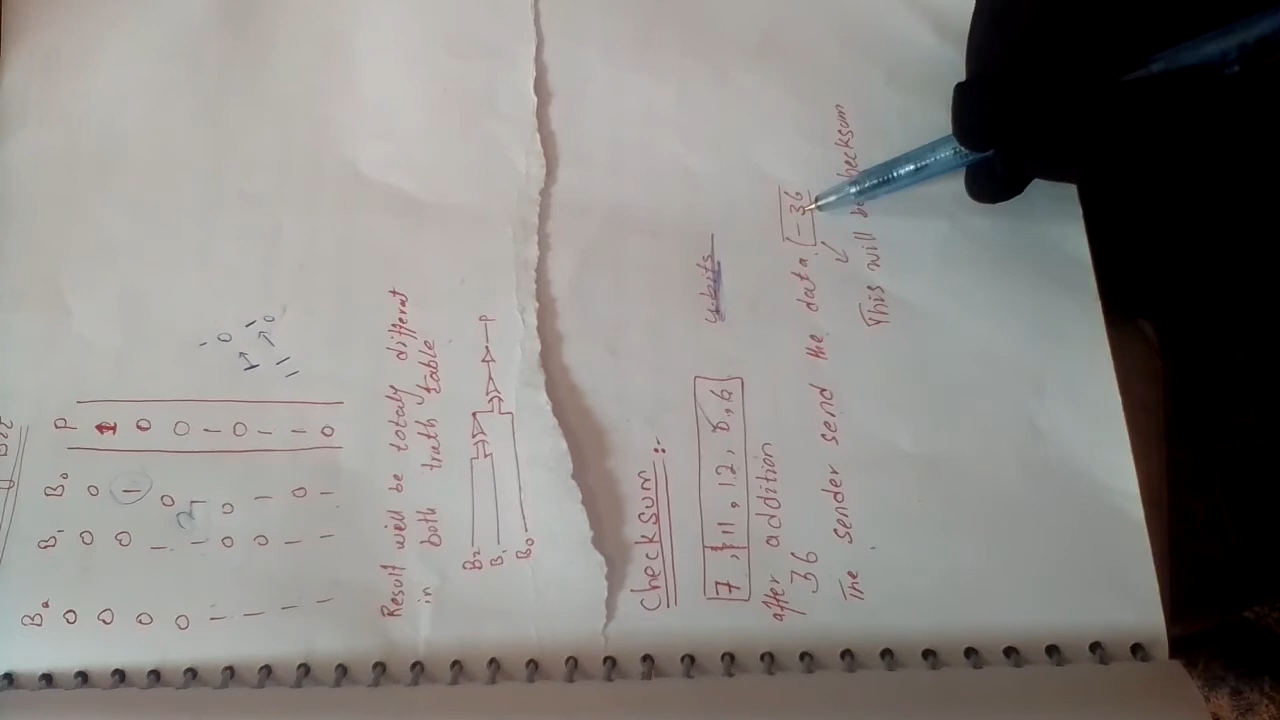 B₂ B₁ B₀ P
0 0 0 1
0 0 1 0
0 1 0 0
0 1 1 1
1 0 0 0
1 0 1 1
1 1 0 1
1 1 1 0
Result will be totaly differat
in both truth table
B₂
B₁
B₀
P
Checksum :-
7, 11, 12, 5, 6
4bits
after addition
36
The sender send the data -36
This will be checksum